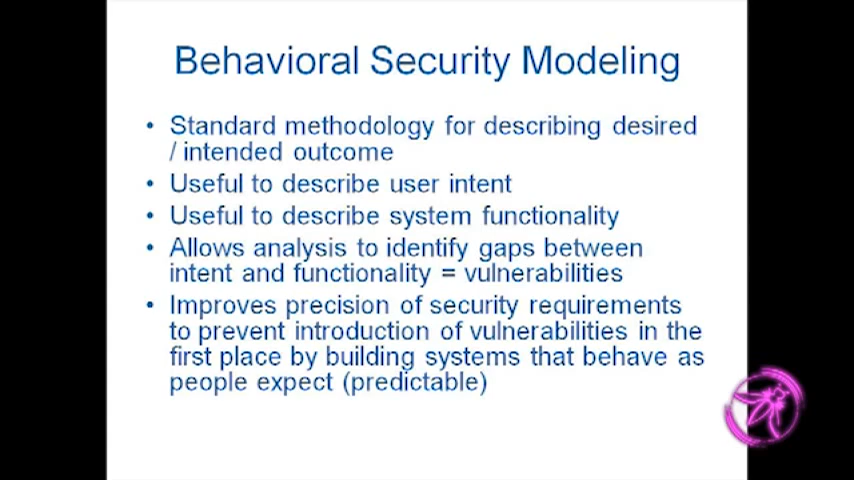 Behavioral Security Modeling
• Standard methodology for describing desired
/ intended outcome
• Useful to describe user intent
• Useful to describe system functionality
• Allows analysis to identify gaps between
intent and functionality = vulnerabilities
• Improves precision of security requirements
to prevent introduction of vulnerabilities in the
first place by building systems that behave as
people expect (predictable)